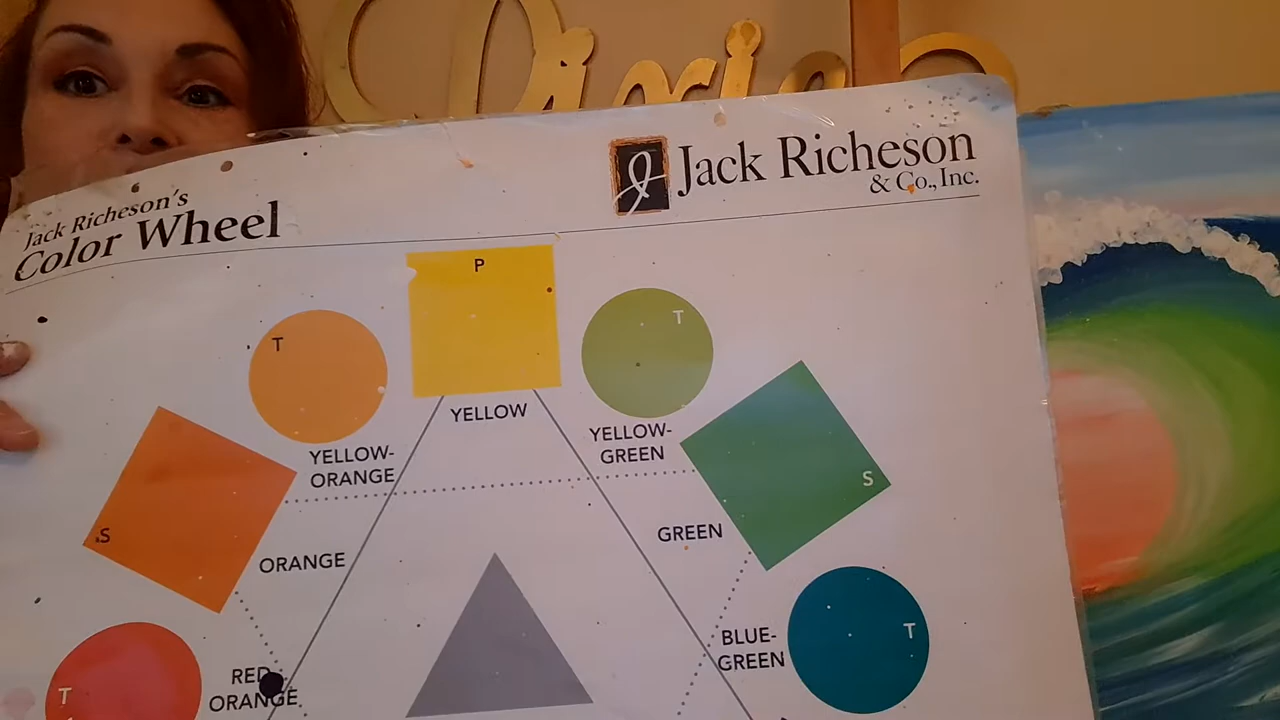 Jack Richeson's
Color Wheel
Jack Richeson
& Co., Inc.
P
T
T
YELLOW
YELLOW-
ORANGE
YELLOW-
GREEN
S
S
ORANGE
GREEN
T
T
RED
ORANGE
BLUE-
GREEN